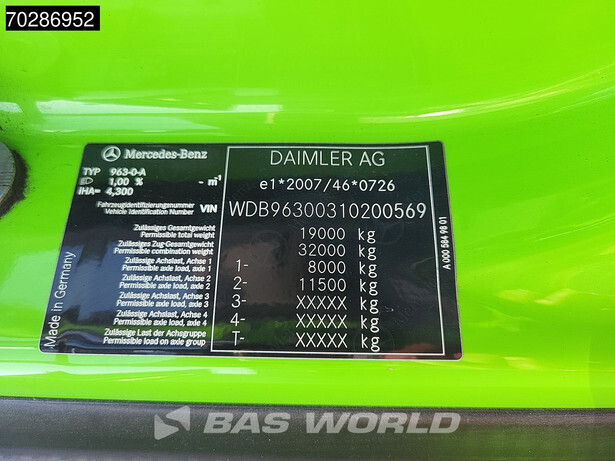 70286952
Mercedes-Benz
DAIMLER AG
TYP 963-0-A
1,00 % - m⁻¹
iHA= 4,300
e1*2007/46*0726
Fahrzeugidentifizierungsnummer
Vehicle Identification Number VIN WDB96300310200569
Zulässiges Gesamtgewicht
Permissible total weight 19000 kg
Zulässiges Zug-Gesamtgewicht
Permissible combination weight 32000 kg
Zulässige Achslast, Achse 1
Permissible axle load, axle 1 1- 8000 kg
Zulässige Achslast, Achse 2
Permissible axle load, axle 2 2- 11500 kg
Zulässige Achslast, Achse 3
Permissible axle load, axle 3 3- XXXXX kg
Zulässige Achslast, Achse 4
Permissible axle load, axle 4 4- XXXXX kg
Zulässige Last der Achsgruppe
Permissible load on axle group T- XXXXX kg
Made in Germany
A 000 584 98 01
BAS WORLD